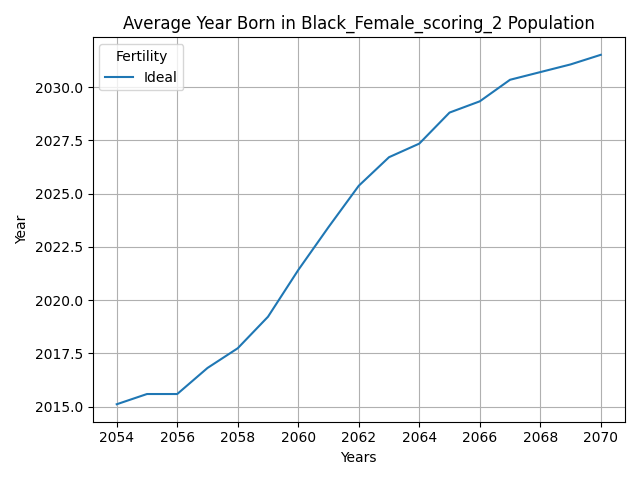 Average Year Born in Black_Female_scoring_2 Population
Fertility
Ideal
2030.0
2027.5
2025.0
2022.5
2020.0
2017.5
2015.0
Year
2054 2056 2058 2060 2062 2064 2066 2068 2070
Years